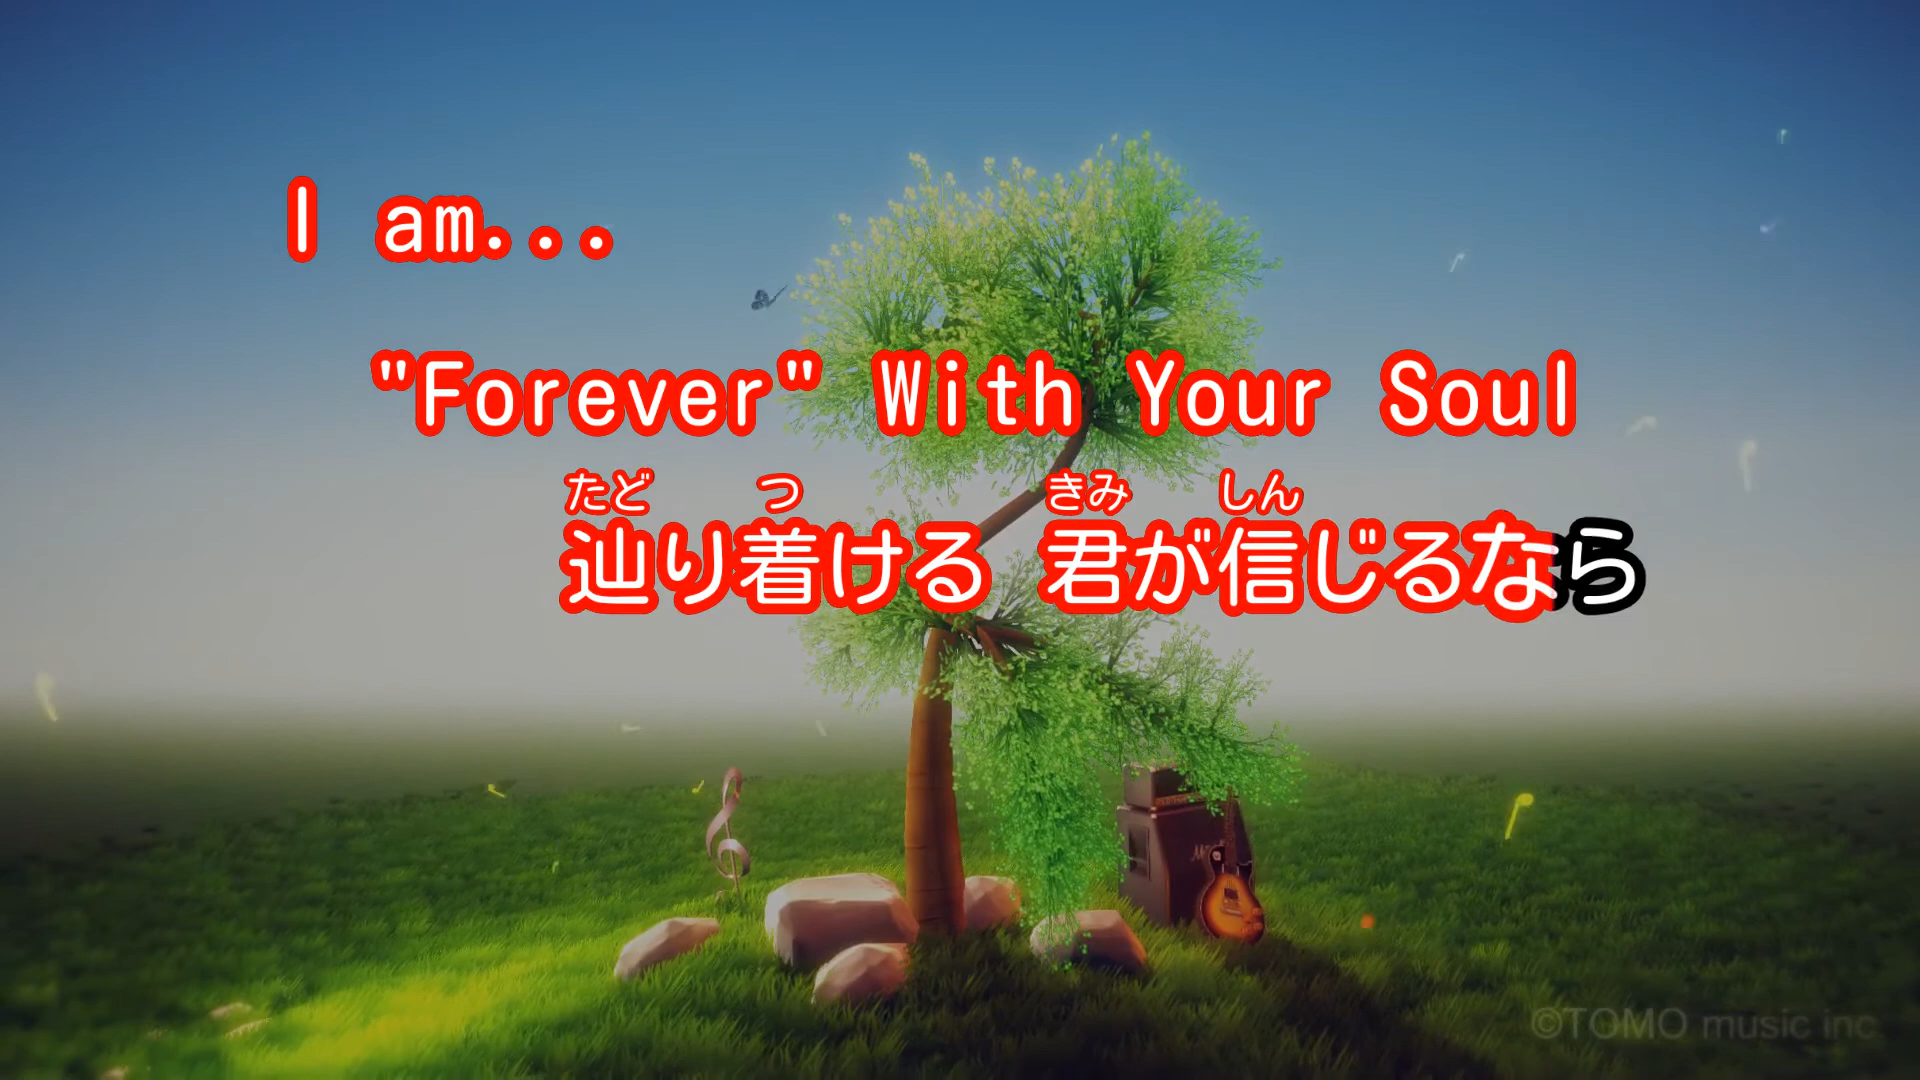 I am...
"Forever" With Your Soul
たど つ きみ しん
辿り着ける 君が信じるなら
©TOMO music inc